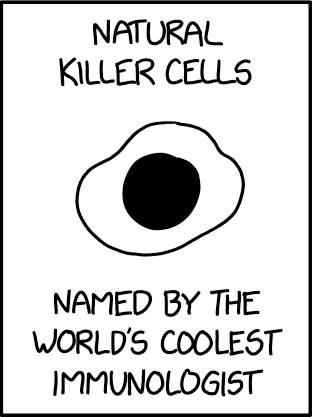 NATURAL
KILLER CELLS
NAMED BY THE
WORLD'S COOLEST
IMMUNOLOGIST